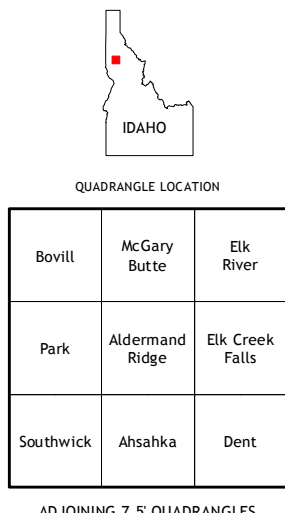 IDAHO
QUADRANGLE LOCATION
Bovill
McGary
Butte
Elk
River
Park
Aldermand
Ridge
Elk Creek
Falls
Southwick
Ahsahka
Dent
ADJOINING 7.5' QUADRANGLES